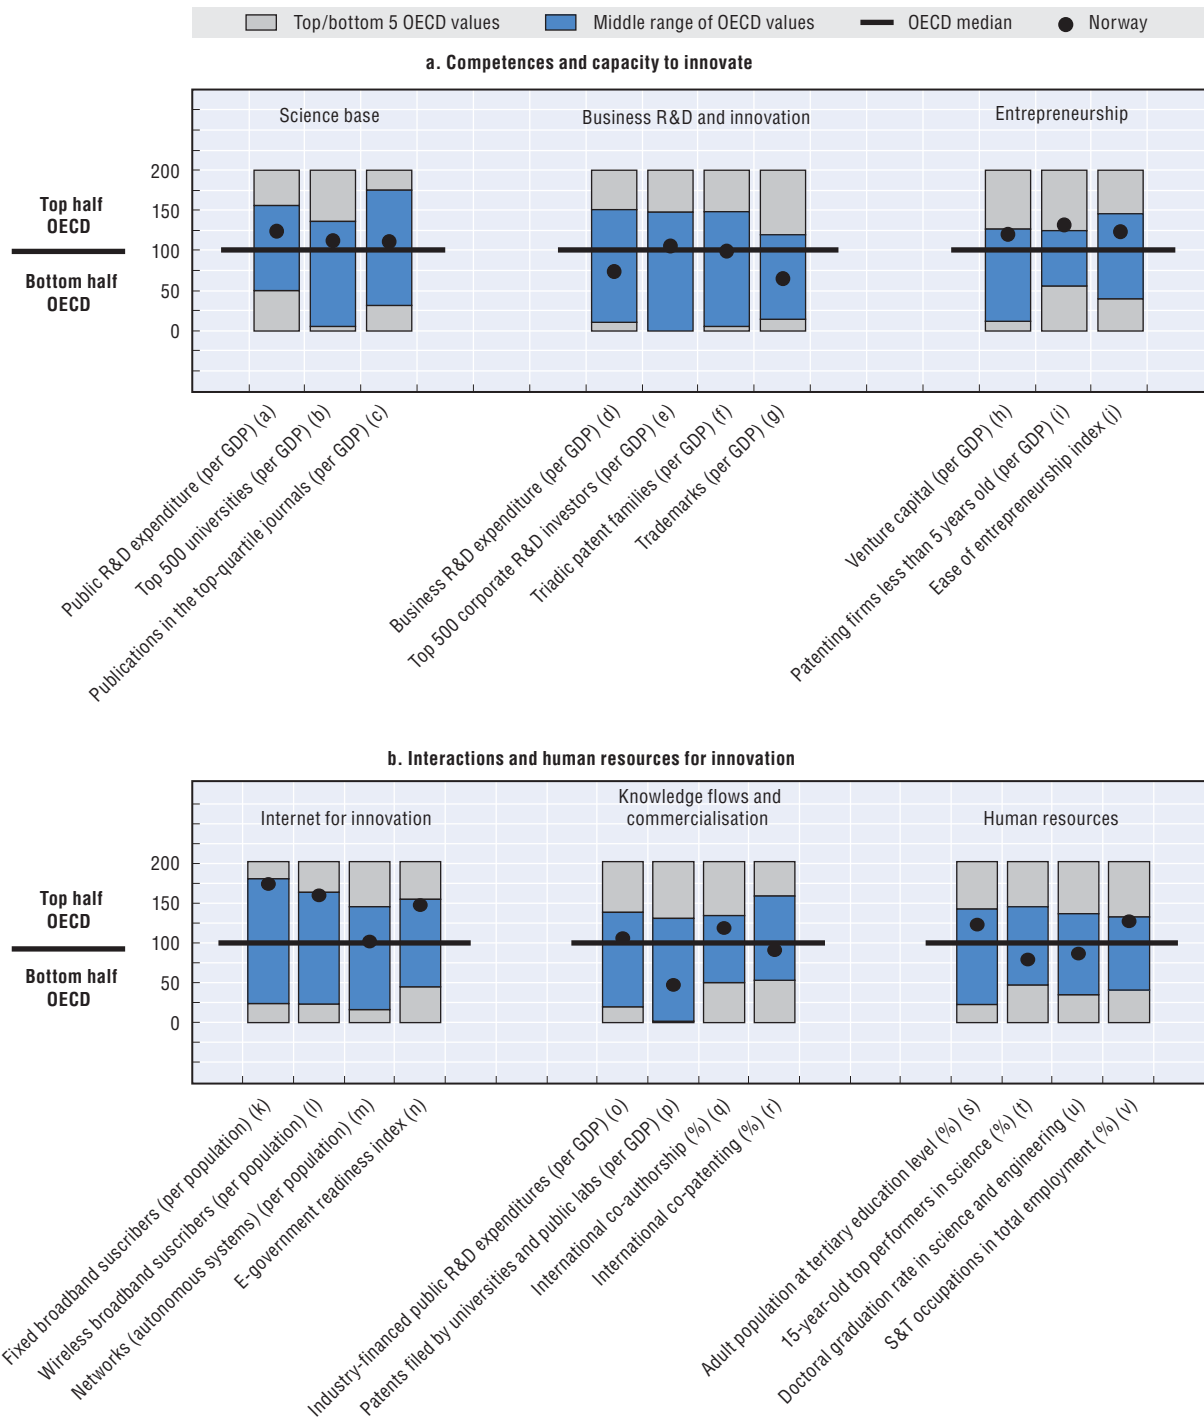 Top/bottom 5 OECD values Middle range of OECD values OECD median Norway
a. Competences and capacity to innovate
Science base Business R&D and innovation Entrepreneurship
200
150
100
50
0
Top half
OECD
Bottom half
OECD
Public R&D expenditure (per GDP) (a)
Top 500 universities (per GDP) (b)
Publications in the top-quartile journals (per GDP) (c)
Business R&D expenditure (per GDP) (d)
Top 500 corporate R&D investors (per GDP) (e)
Triadic patent families (per GDP) (f)
Trademarks (per GDP) (g)
Venture capital (per GDP) (h)
Patenting firms less than 5 years old (per GDP) (i)
Ease of entrepreneurship index (j)
b. Interactions and human resources for innovation
Internet for innovation
Knowledge flows and
commercialisation
Human resources
200
150
100
50
0
Top half
OECD
Bottom half
OECD
Fixed broadband suscribers (per population) (k)
Wireless broadband suscribers (per population) (l)
Networks (autonomous systems) (per population) (m)
E-government readiness index (n)
Industry-financed public R&D expenditures (per GDP) (o)
Patents filed by universities and public labs (per GDP) (p)
International co-authorship (%) (q)
International co-patenting (%) (r)
Adult population at tertiary education level (%) (s)
15-year-old top performers in science (%) (t)
Doctoral graduation rate in science and engineering (u)
S&T occupations in total employment (%) (v)